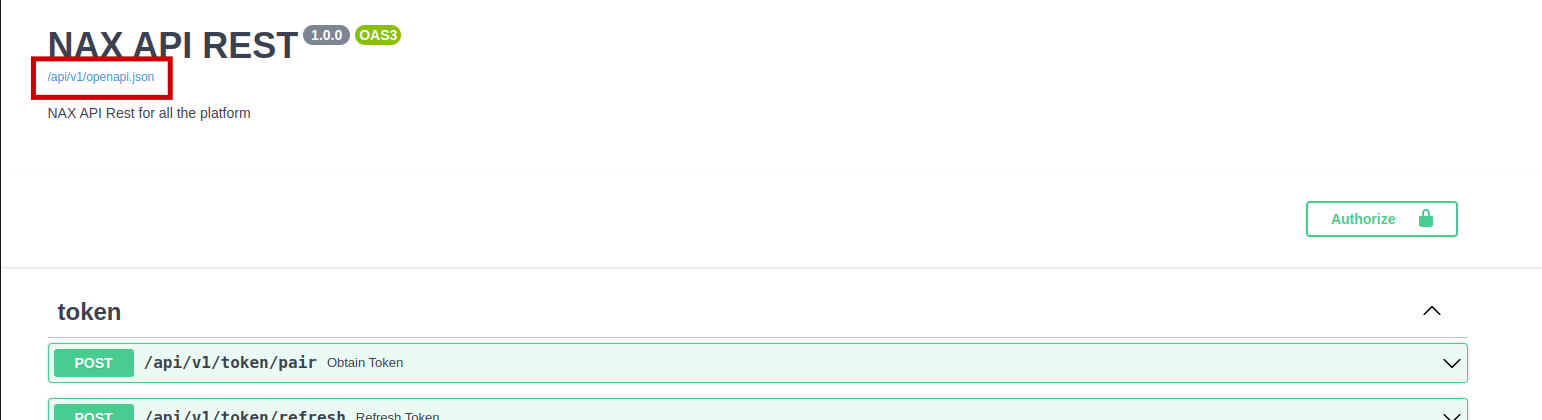 NAX API REST 1.0.0 OAS3
/api/v1/openapi.json
NAX API Rest for all the platform
Authorize
token
POST /api/v1/token/pair Obtain Token
POST /api/v1/token/refresh Refresh Token